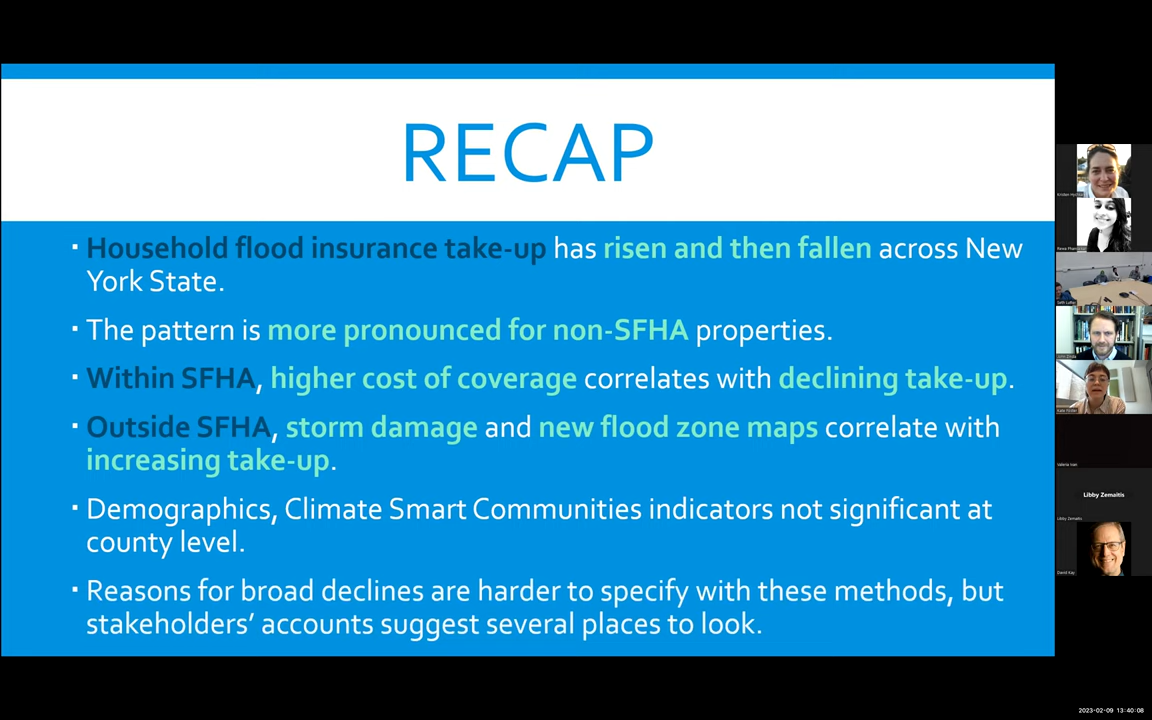 RECAP
Household flood insurance take-up has risen and then fallen across New
York State.
The pattern is more pronounced for non-SFHA properties.
Within SFHA, higher cost of coverage correlates with declining take-up.
Outside SFHA, storm damage and new flood zone maps correlate with
increasing take-up.
Demographics, Climate Smart Communities indicators not significant at
county level.
Reasons for broad declines are harder to specify with these methods, but
stakeholders’ accounts suggest several places to look.
Libby Zemaitis
Libby Zemaitis
David Kay
2023-02-09 13:40:08